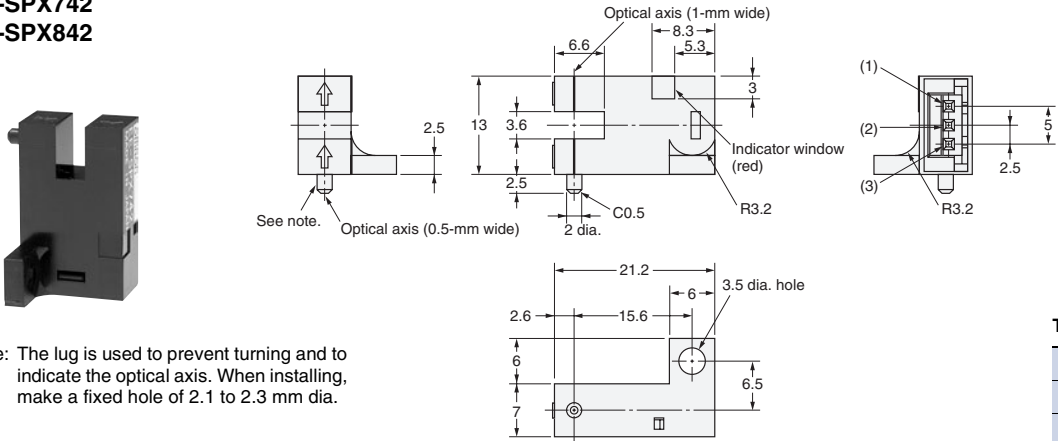 -SPX742
-SPX842
Optical axis (1-mm wide)
8.3
6.6
5.3
3
13
3.6
2.5
2.5
Indicator window
(red)
See note.
Optical axis (0.5-mm wide)
C0.5
2 dia.
R3.2
(1)
(2)
(3)
5
2.5
R3.2
21.2
6
3.5 dia. hole
2.6
15.6
6
7
6.5
e: The lug is used to prevent turning and to
indicate the optical axis. When installing,
make a fixed hole of 2.1 to 2.3 mm dia.
T